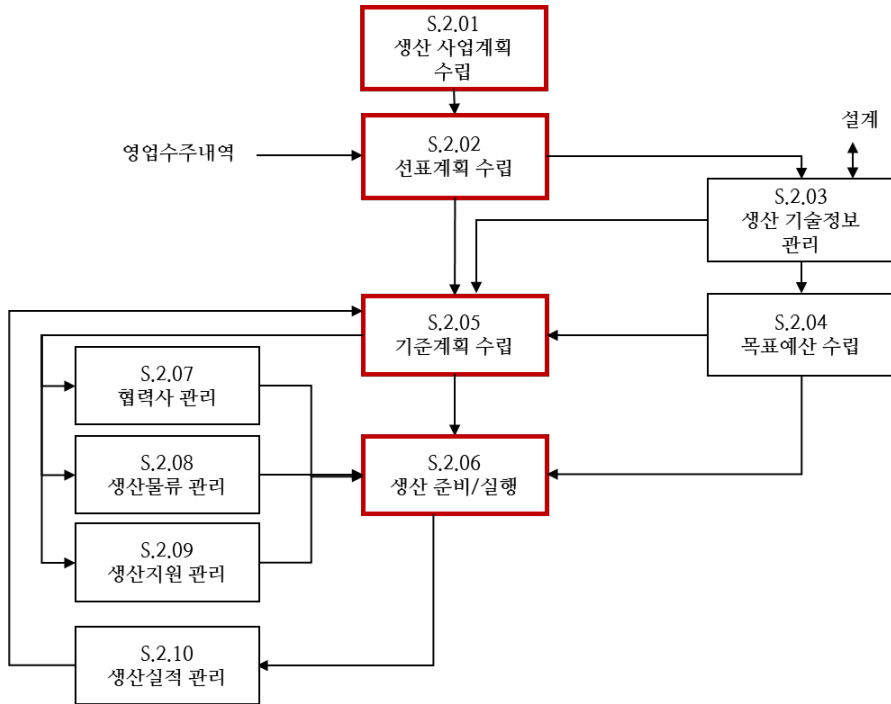 S.2.01
생산 사업계획
수립
S.2.02
선표계획 수립
영업수주내역
설계
S.2.03
생산 기술정보
관리
S.2.05
기준계획 수립
S.2.04
목표예산 수립
S.2.07
협력사 관리
S.2.08
생산물류 관리
S.2.06
생산 준비/실행
S.2.09
생산지원 관리
S.2.10
생산실적 관리